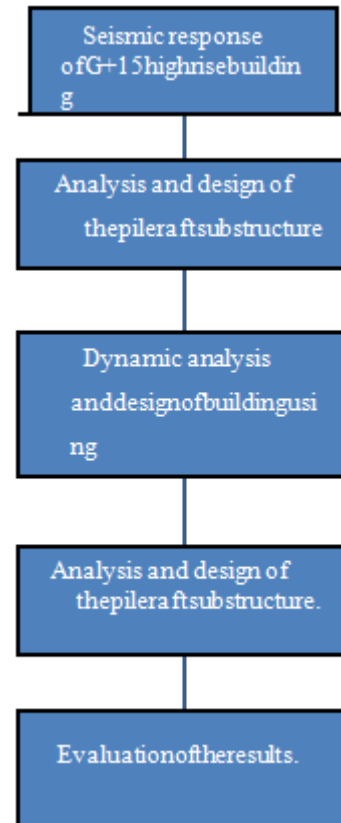 Seismic response
ofG+15highrisebuildin
g
Analysis and design of
thepileraftsubstructure
Dynamic analysis
anddesignofbuildingusi
ng
Analysis and design of
thepileraftsubstructure.
Evaluationoftheresults.